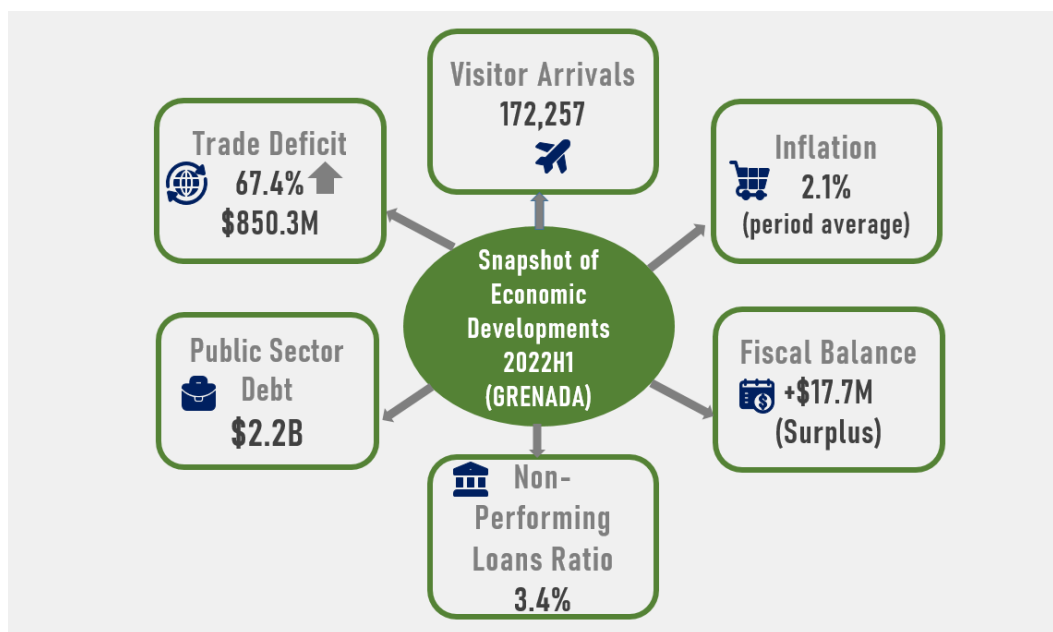 Visitor Arrivals
172,257
Trade Deficit
67.4%
$850.3M
Inflation
2.1%
(period average)
Snapshot of
Economic
Developments
2022H1
(GRENADA)
Public Sector
Debt
$2.2B
Fiscal Balance
+$17.7M
(Surplus)
Non-
Performing
Loans Ratio
3.4%